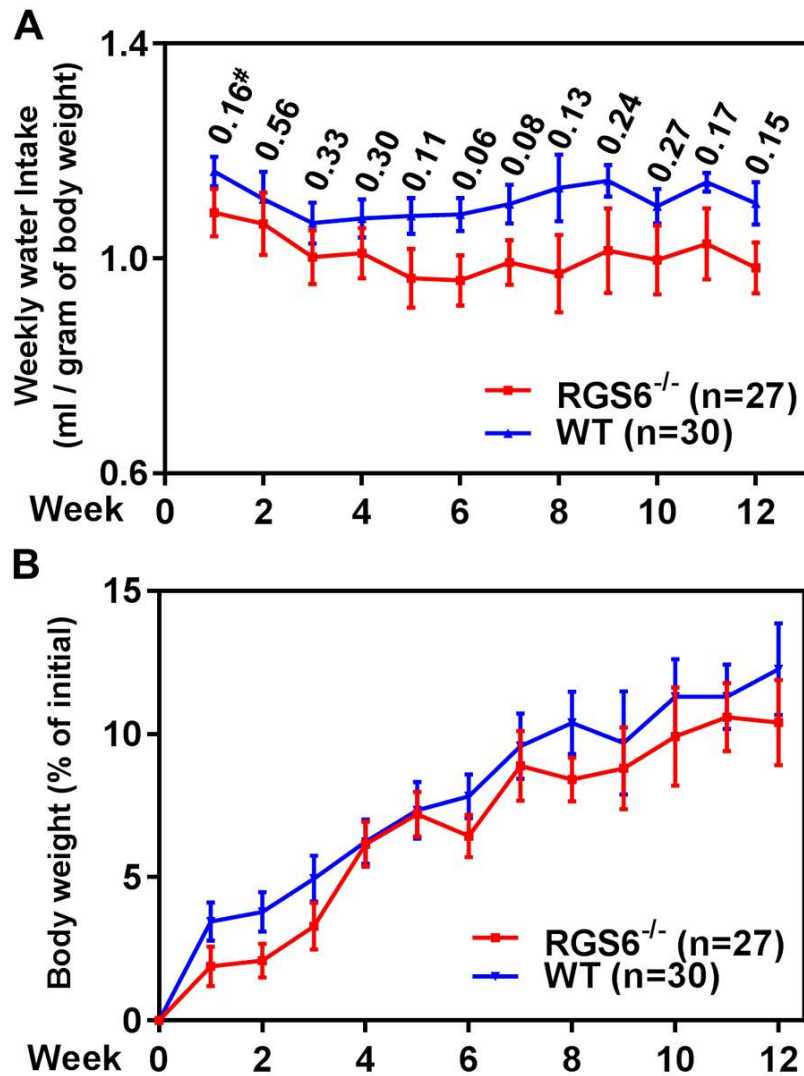 A
Weekly water Intake
(ml / gram of body weight)
1.4
1.0
0.6
0.16#
0.56
0.33
0.30
0.11
0.06
0.08
0.13
0.24
0.27
0.17
0.15
RGS6-/- (n=27)
WT (n=30)
Week
0 2 4 6 8 10 12
B
Body weight (% of initial)
15
10
5
0
RGS6-/- (n=27)
WT (n=30)
Week
0 2 4 6 8 10 12